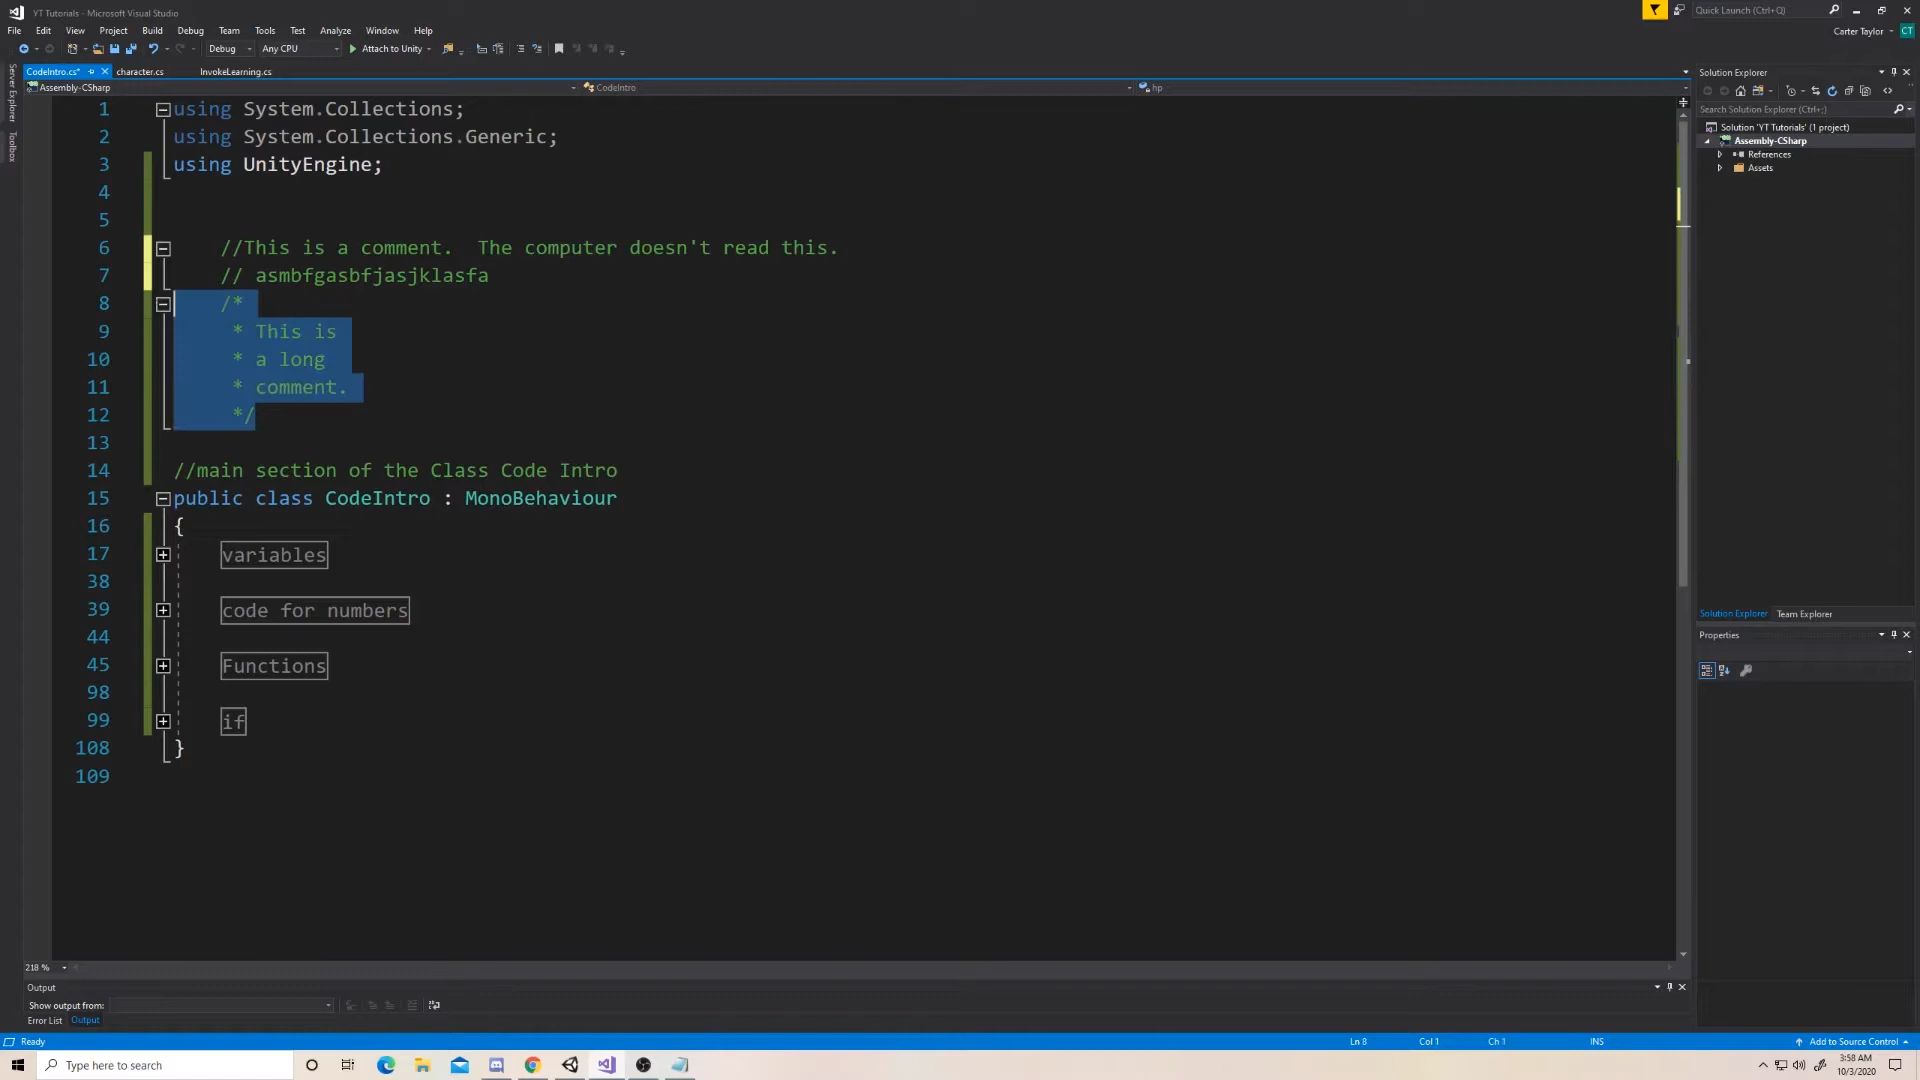 YT Tutorials - Microsoft Visual Studio
Quick Launch (Ctrl+Q)
File Edit View Project Build Debug Team Tools Test Analyze Window Help
Carter Taylor CT
Debug Any CPU Attach to Unity
Server Explorer
Toolbox
CodeIntro.cs* character.cs InvokeLearning.cs
Assembly-CSharp CodeIntro hp
1 using System.Collections;
2 using System.Collections.Generic;
3 using UnityEngine;
4
5
6 //This is a comment.  The computer doesn't read this.
7 // asmbfgasbfjasjklasfa
8 /*
9 * This is
10 * a long
11 * comment.
12 */
13
14 //main section of the Class Code Intro
15 public class CodeIntro : MonoBehaviour
16 {
17 variables
38
39 code for numbers
44
45 Functions
98
99 if
108 }
109
218 %
Solution Explorer
Search Solution Explorer (Ctrl+;)
Solution 'YT Tutorials' (1 project)
Assembly-CSharp
References
Assets
Solution Explorer Team Explorer
Properties
Output
Show output from:
Error List Output
Ready Ln 8 Col 1 Ch 1 INS Add to Source Control
Type here to search
3:58 AM
10/3/2020